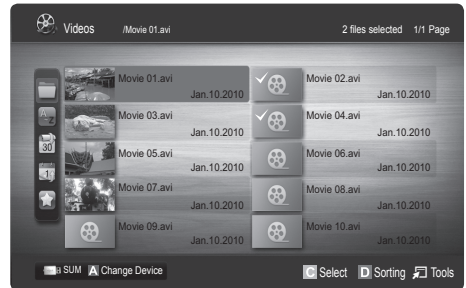 Videos /Movie 01.avi 2 files selected 1/1 Page
Movie 01.avi Movie 02.avi
Jan.10.2010 Jan.10.2010
Movie 03.avi Movie 04.avi
Jan.10.2010 Jan.10.2010
Movie 05.avi Movie 06.avi
Jan.10.2010 Jan.10.2010
Movie 07.avi Movie 08.avi
Jan.10.2010 Jan.10.2010
Movie 09.avi Movie 10.avi
Jan.10.2010 Jan.10.2010
A
Z
30
1
SUM A Change Device C Select D Sorting Tools